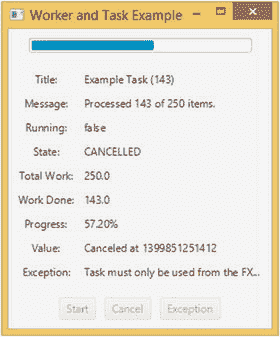 Worker and Task Example
Title: Example Task (143)
Message: Processed 143 of 250 items.
Running: false
State: CANCELLED
Total Work: 250.0
Work Done: 143.0
Progress: 57.20%
Value: Canceled at 1399851251412
Exception: Task must only be used from the FX...
Start Cancel Exception